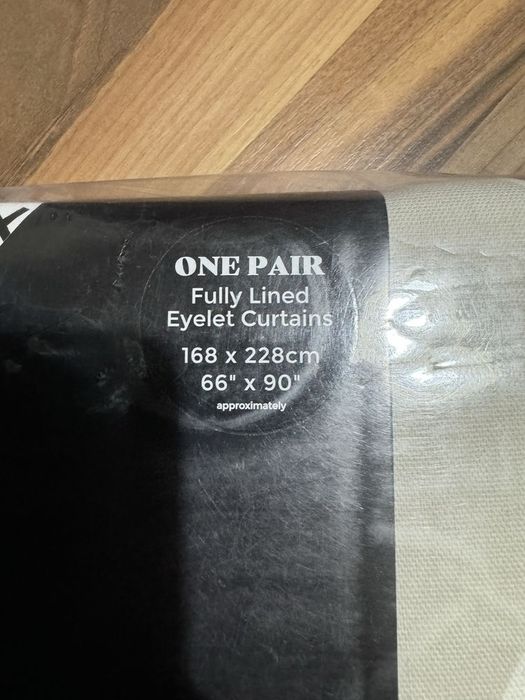 ONE PAIR
Fully Lined
Eyelet Curtains
168 x 228cm
66" x 90"
approximately